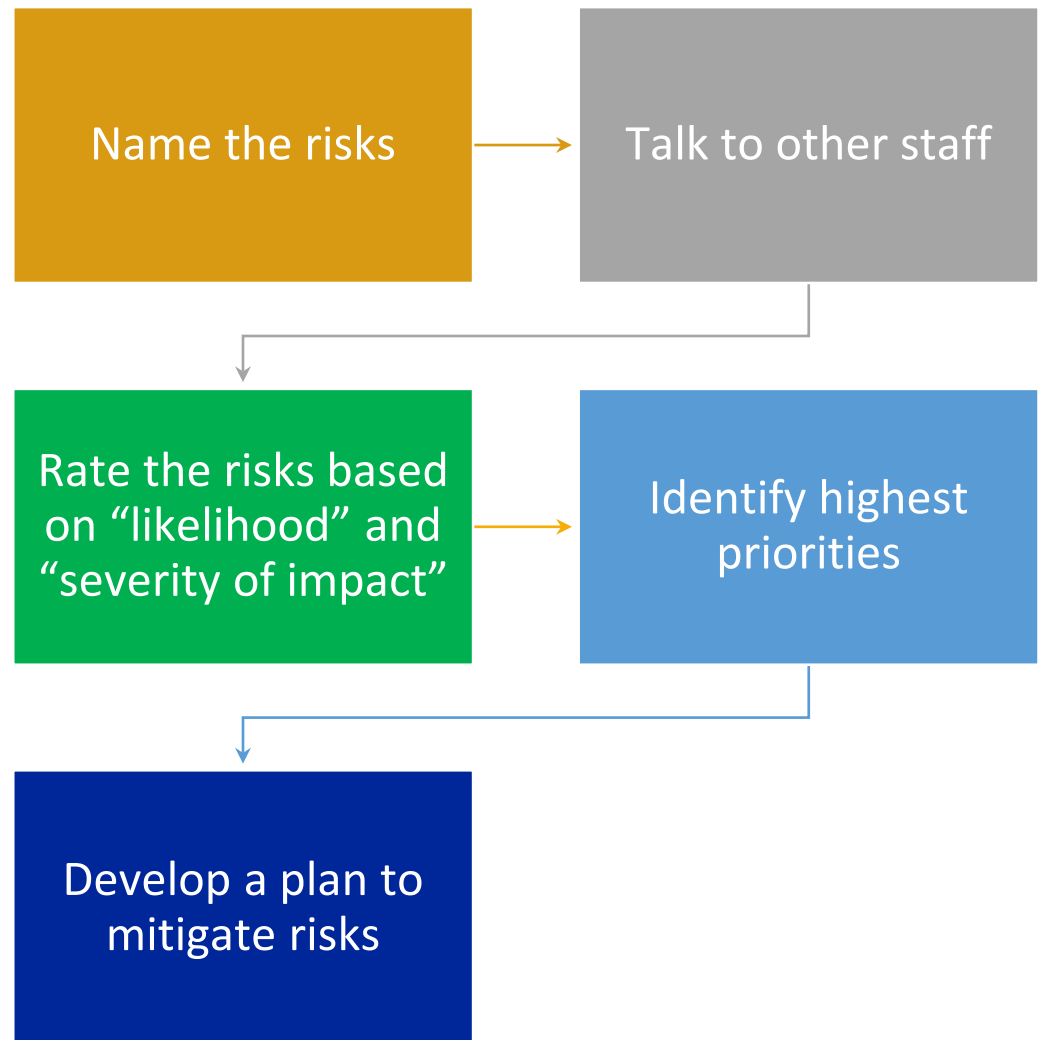 Name the risks
Talk to other staff
Rate the risks based
on “likelihood” and
“severity of impact”
Identify highest
priorities
Develop a plan to
mitigate risks